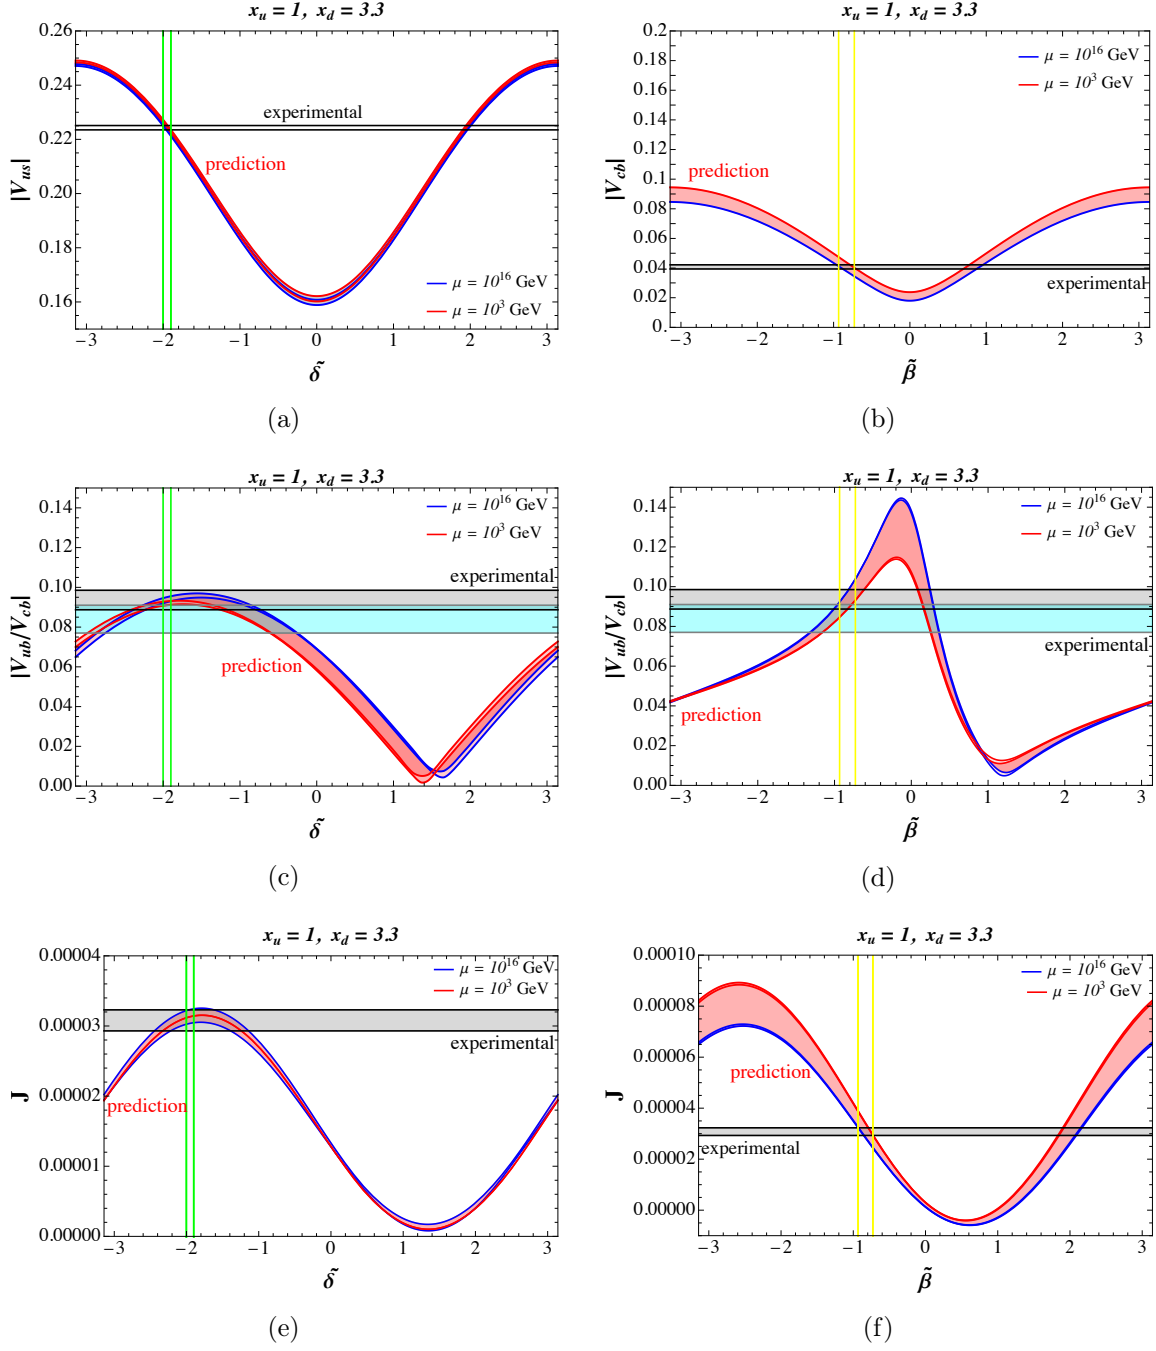 x_u = 1, x_d = 3.3
|V_us|
0.26
0.24
0.22
0.20
0.18
0.16
experimental
prediction
μ = 10^16 GeV
μ = 10^3 GeV
−3 −2 −1 0 1 2 3
δ̃
(a)
x_u = 1, x_d = 3.3
|V_cb|
0.2
0.18
0.16
0.14
0.12
0.1
0.08
0.06
0.04
0.02
0.
μ = 10^16 GeV
μ = 10^3 GeV
prediction
experimental
−3 −2 −1 0 1 2 3
β̃
(b)
x_u = 1, x_d = 3.3
|V_ub/V_cb|
0.14
0.12
0.10
0.08
0.06
0.04
0.02
0.00
μ = 10^16 GeV
μ = 10^3 GeV
experimental
prediction
−3 −2 −1 0 1 2 3
δ̃
(c)
x_u = 1, x_d = 3.3
|V_ub/V_cb|
0.14
0.12
0.10
0.08
0.06
0.04
0.02
0.00
μ = 10^16 GeV
μ = 10^3 GeV
experimental
prediction
−3 −2 −1 0 1 2 3
β̃
(d)
x_u = 1, x_d = 3.3
J
0.00004
0.00003
0.00002
0.00001
0.00000
μ = 10^16 GeV
μ = 10^3 GeV
experimental
prediction
−3 −2 −1 0 1 2 3
δ̃
(e)
x_u = 1, x_d = 3.3
J
0.00010
0.00008
0.00006
0.00004
0.00002
0.00000
μ = 10^16 GeV
μ = 10^3 GeV
prediction
experimental
−3 −2 −1 0 1 2 3
β̃
(f)